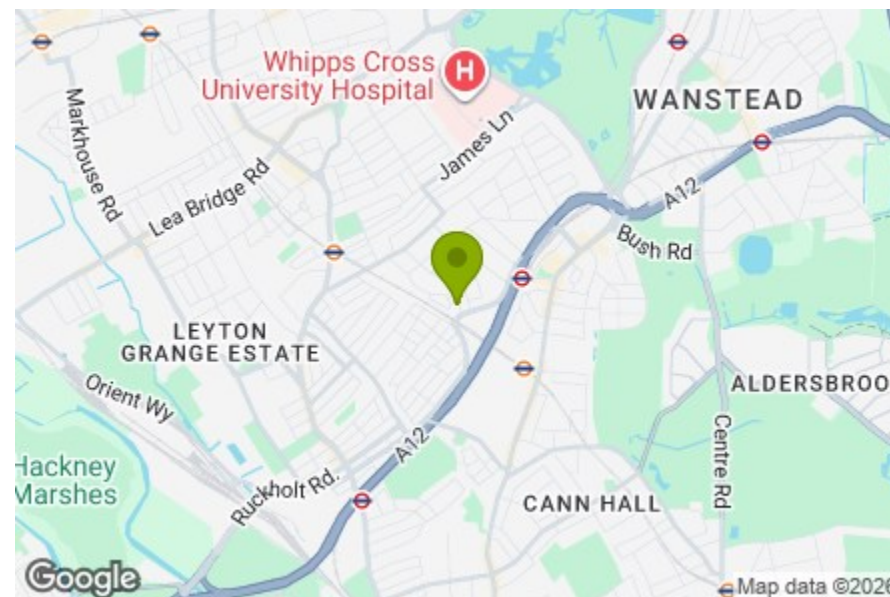 Whipps Cross
University Hospital
H
WANSTEAD
Markhouse Rd
James Ln
Lea Bridge Rd
A12
Bush Rd
LEYTON
GRANGE ESTATE
Orient Wy
ALDERSBROO
Centre Rd
A12
Hackney
Marshes
Ruckholt Rd.
CANN HALL
Google
Map data ©2026